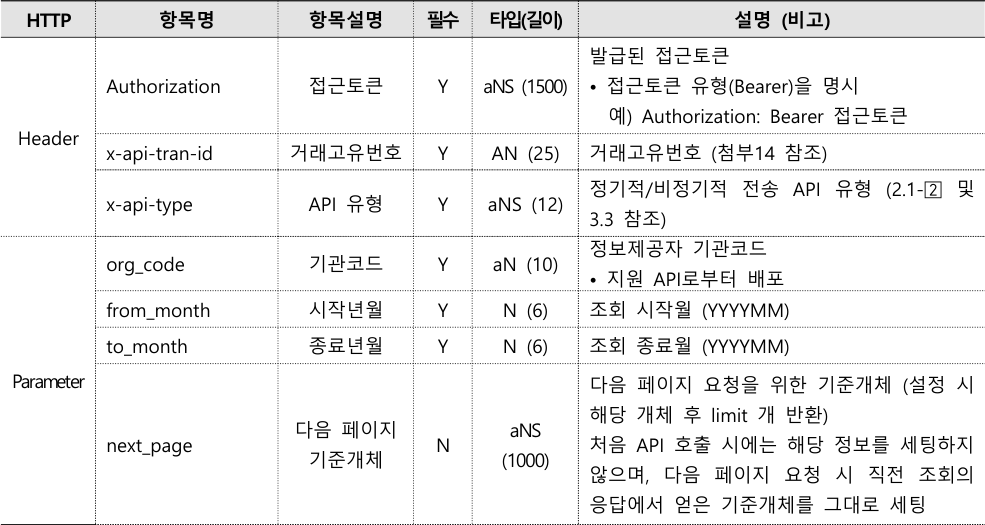 HTTP 항목명 항목설명 필수 타입(길이) 설명 (비고)
Header
Authorization 접근토큰 Y aNS (1500)
발급된 접근토큰
• 접근토큰 유형(Bearer)을 명시
예) Authorization: Bearer 접근토큰
x-api-tran-id 거래고유번호 Y AN (25) 거래고유번호 (첨부14 참조)
x-api-type API 유형 Y aNS (12)
정기적/비정기적 전송 API 유형 (2.1-② 및
3.3 참조)
Parameter
org_code 기관코드 Y aN (10)
정보제공자 기관코드
• 지원 API로부터 배포
from_month 시작년월 Y N (6) 조회 시작월 (YYYYMM)
to_month 종료년월 Y N (6) 조회 종료월 (YYYYMM)
next_page
다음 페이지
기준개체
N
aNS
(1000)
다음 페이지 요청을 위한 기준개체 (설정 시
해당 개체 후 limit 개 반환)
처음 API 호출 시에는 해당 정보를 세팅하지
않으며, 다음 페이지 요청 시 직전 조회의
응답에서 얻은 기준개체를 그대로 세팅